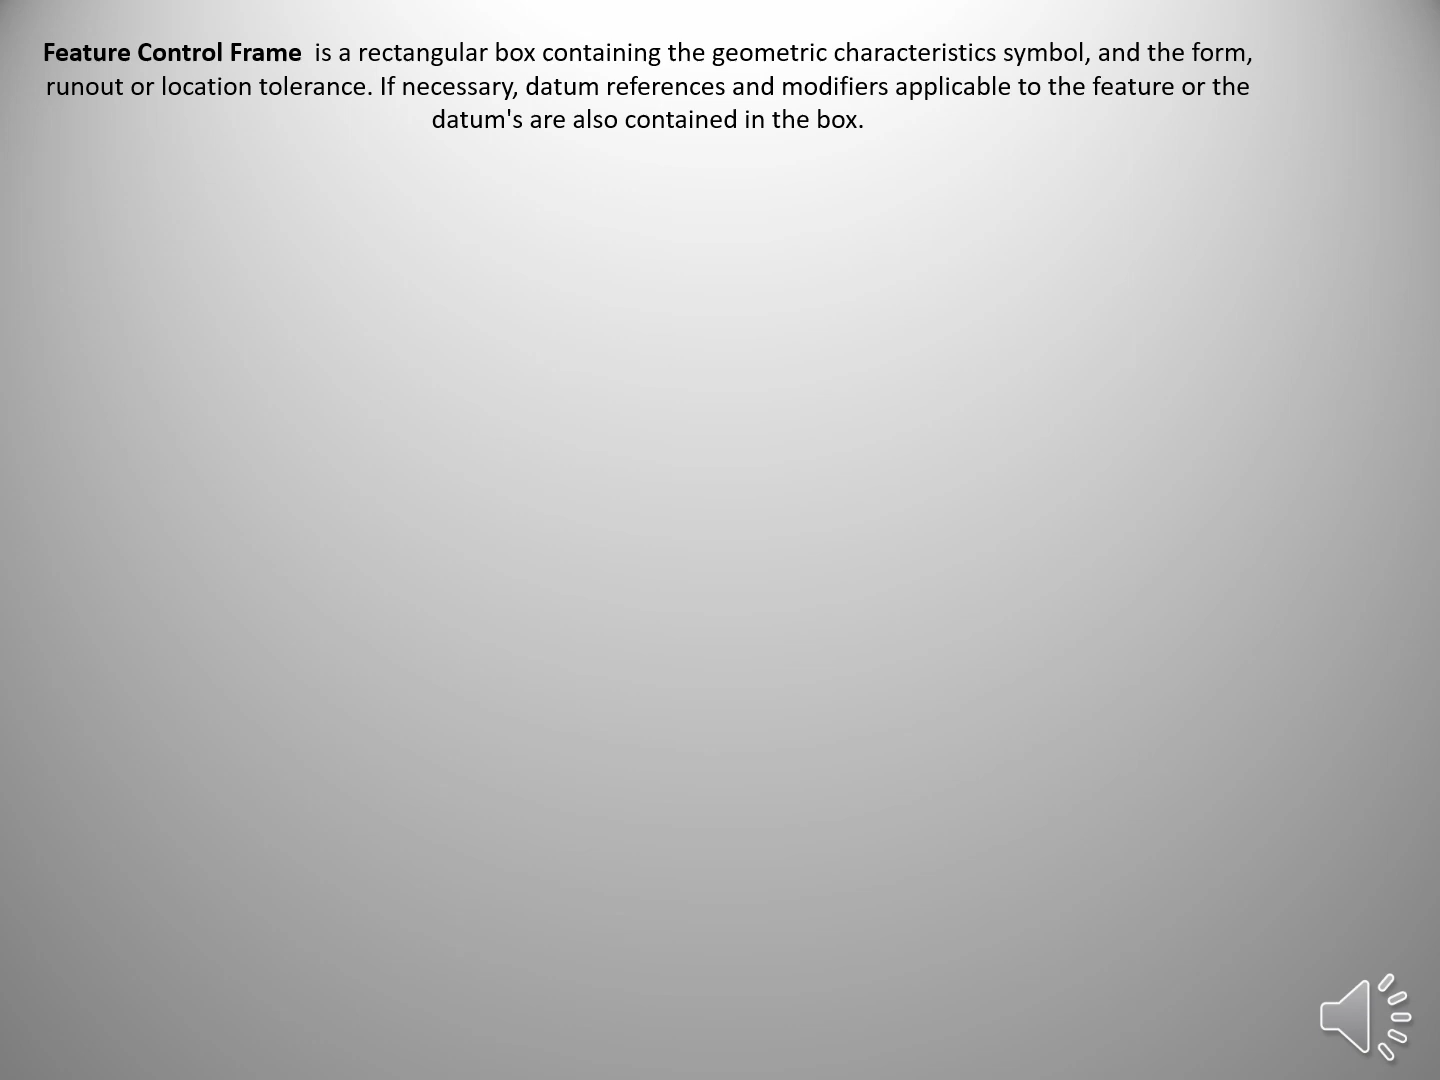 Feature Control Frame is a rectangular box containing the geometric characteristics symbol, and the form,
runout or location tolerance. If necessary, datum references and modifiers applicable to the feature or the
datum's are also contained in the box.